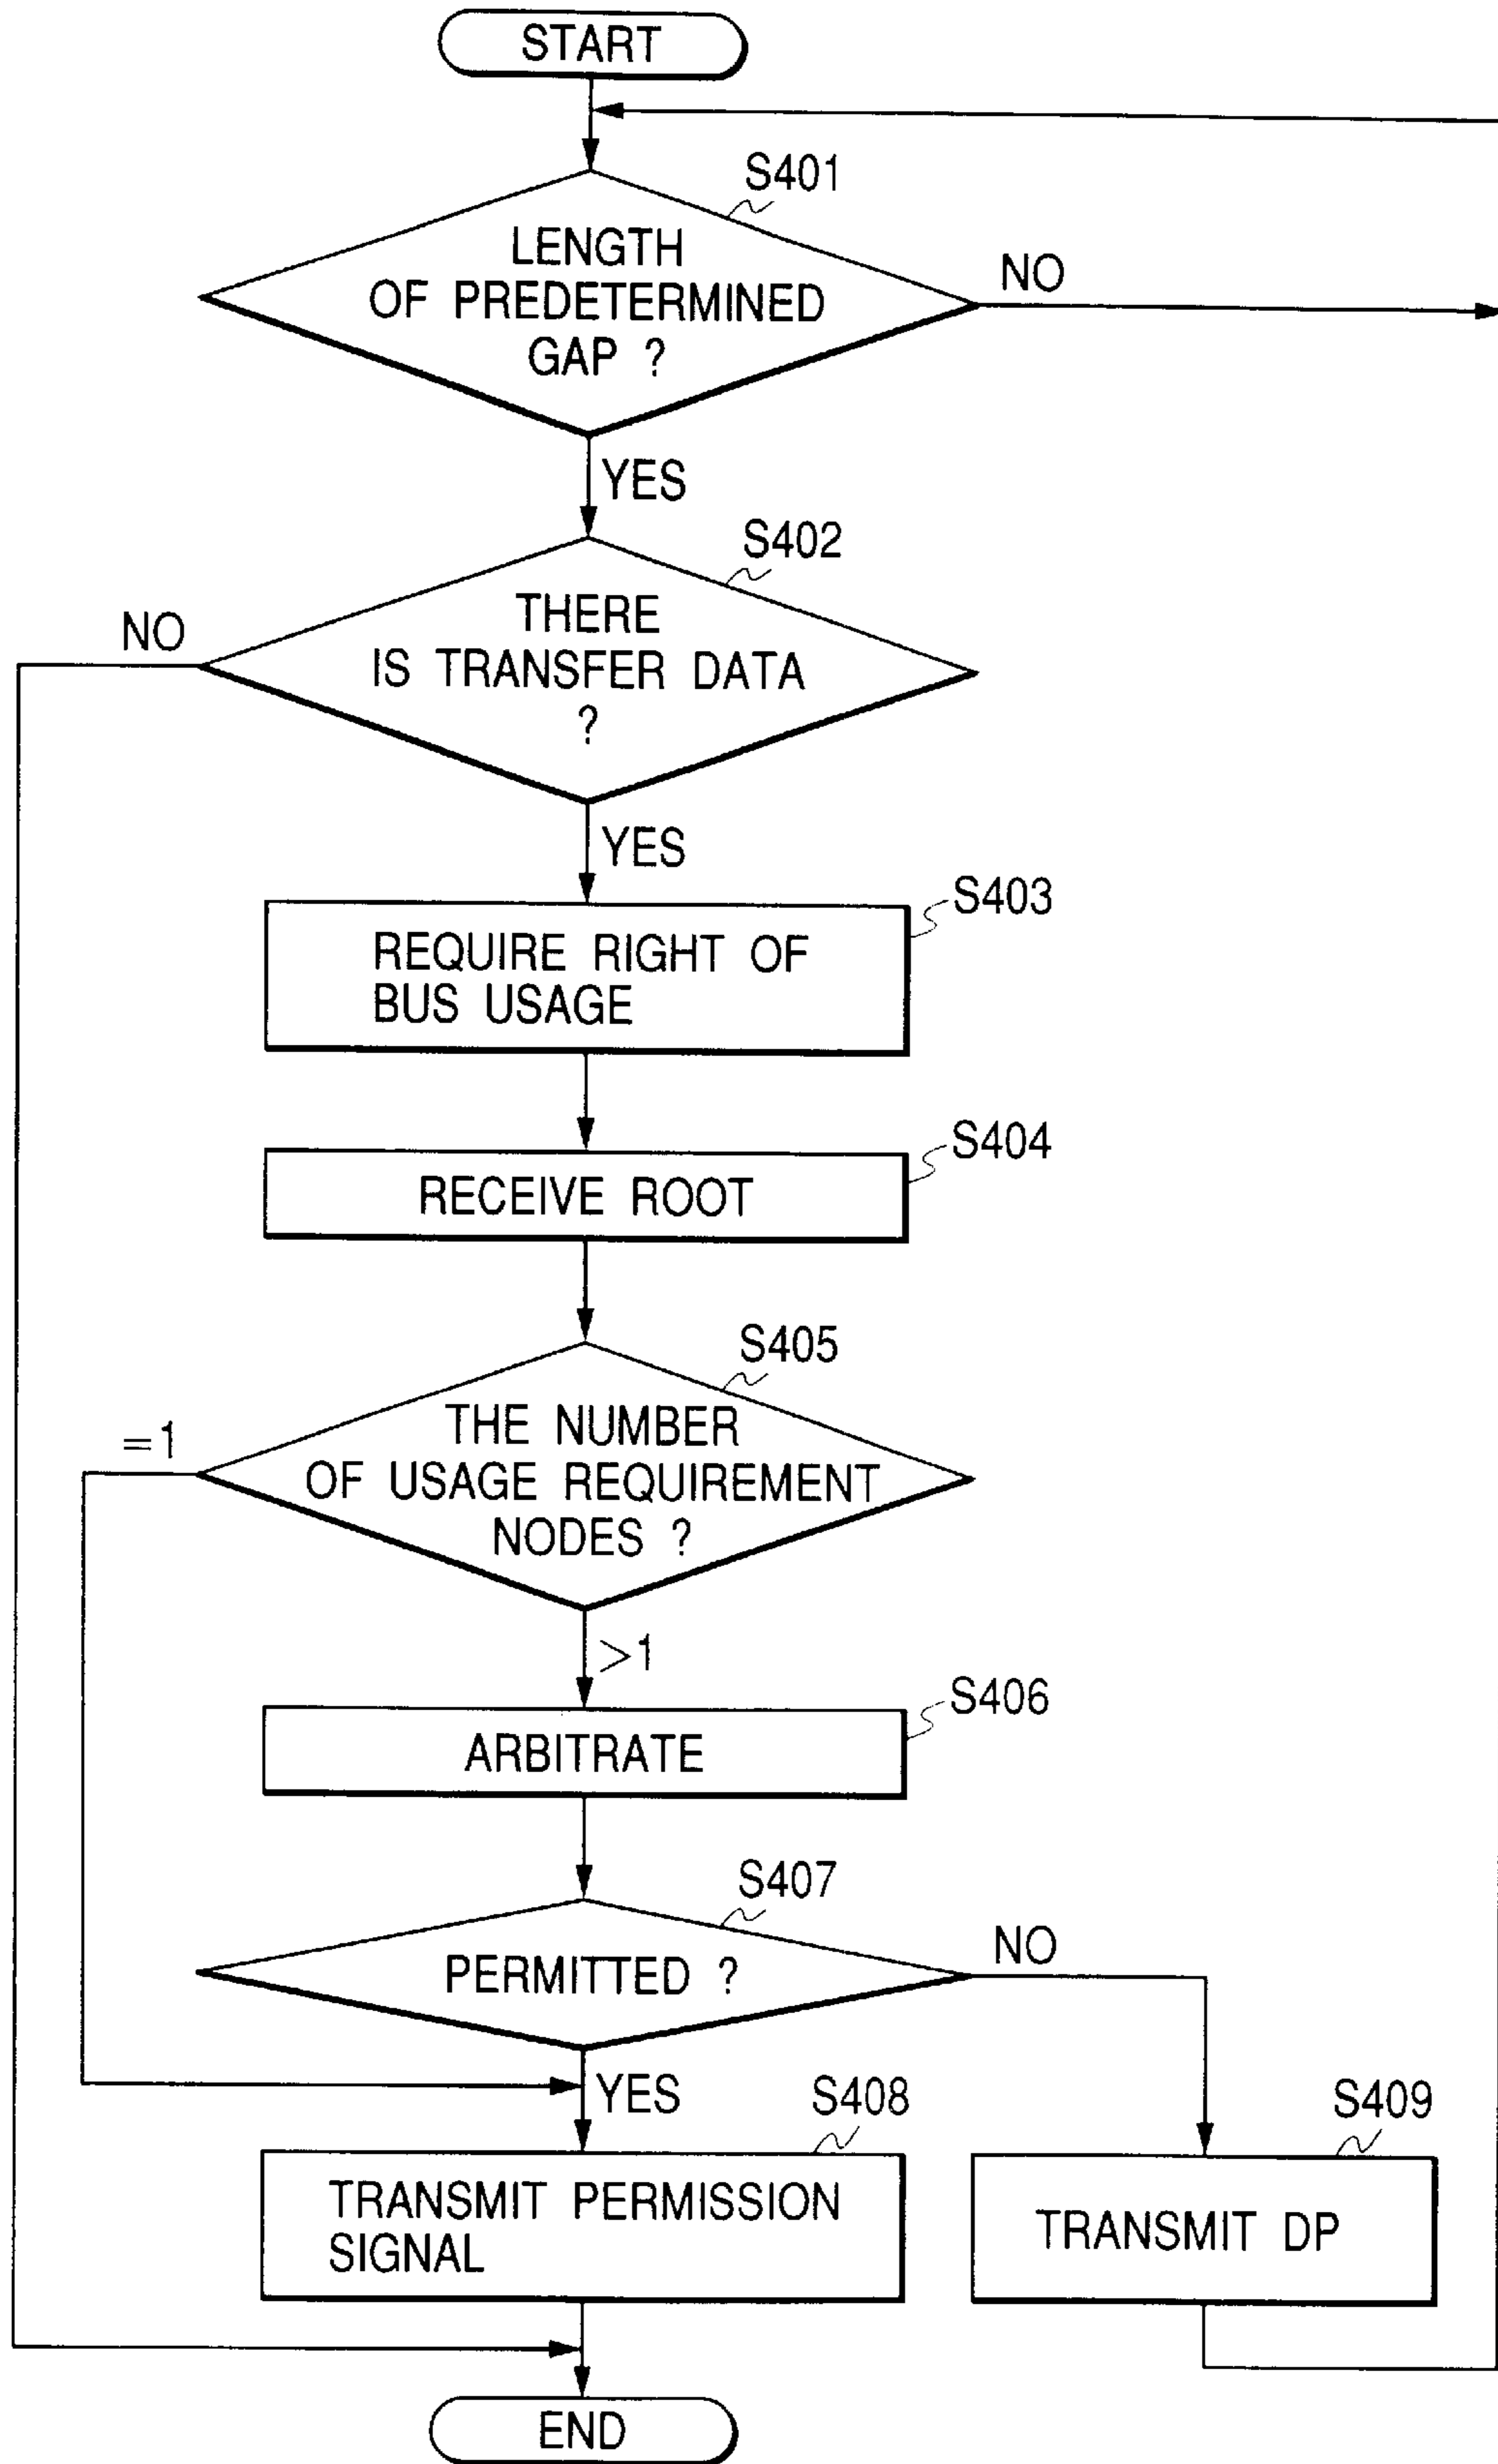 START
S401
LENGTH
OF PREDETERMINED
GAP ?
NO
YES
S402
NO
THERE
IS TRANSFER DATA
?
YES
S403
REQUIRE RIGHT OF
BUS USAGE
S404
RECEIVE ROOT
S405
=1
THE NUMBER
OF USAGE REQUIREMENT
NODES ?
>1
S406
ARBITRATE
S407
PERMITTED ?
NO
YES
S408
S409
TRANSMIT PERMISSION
SIGNAL
TRANSMIT DP
END